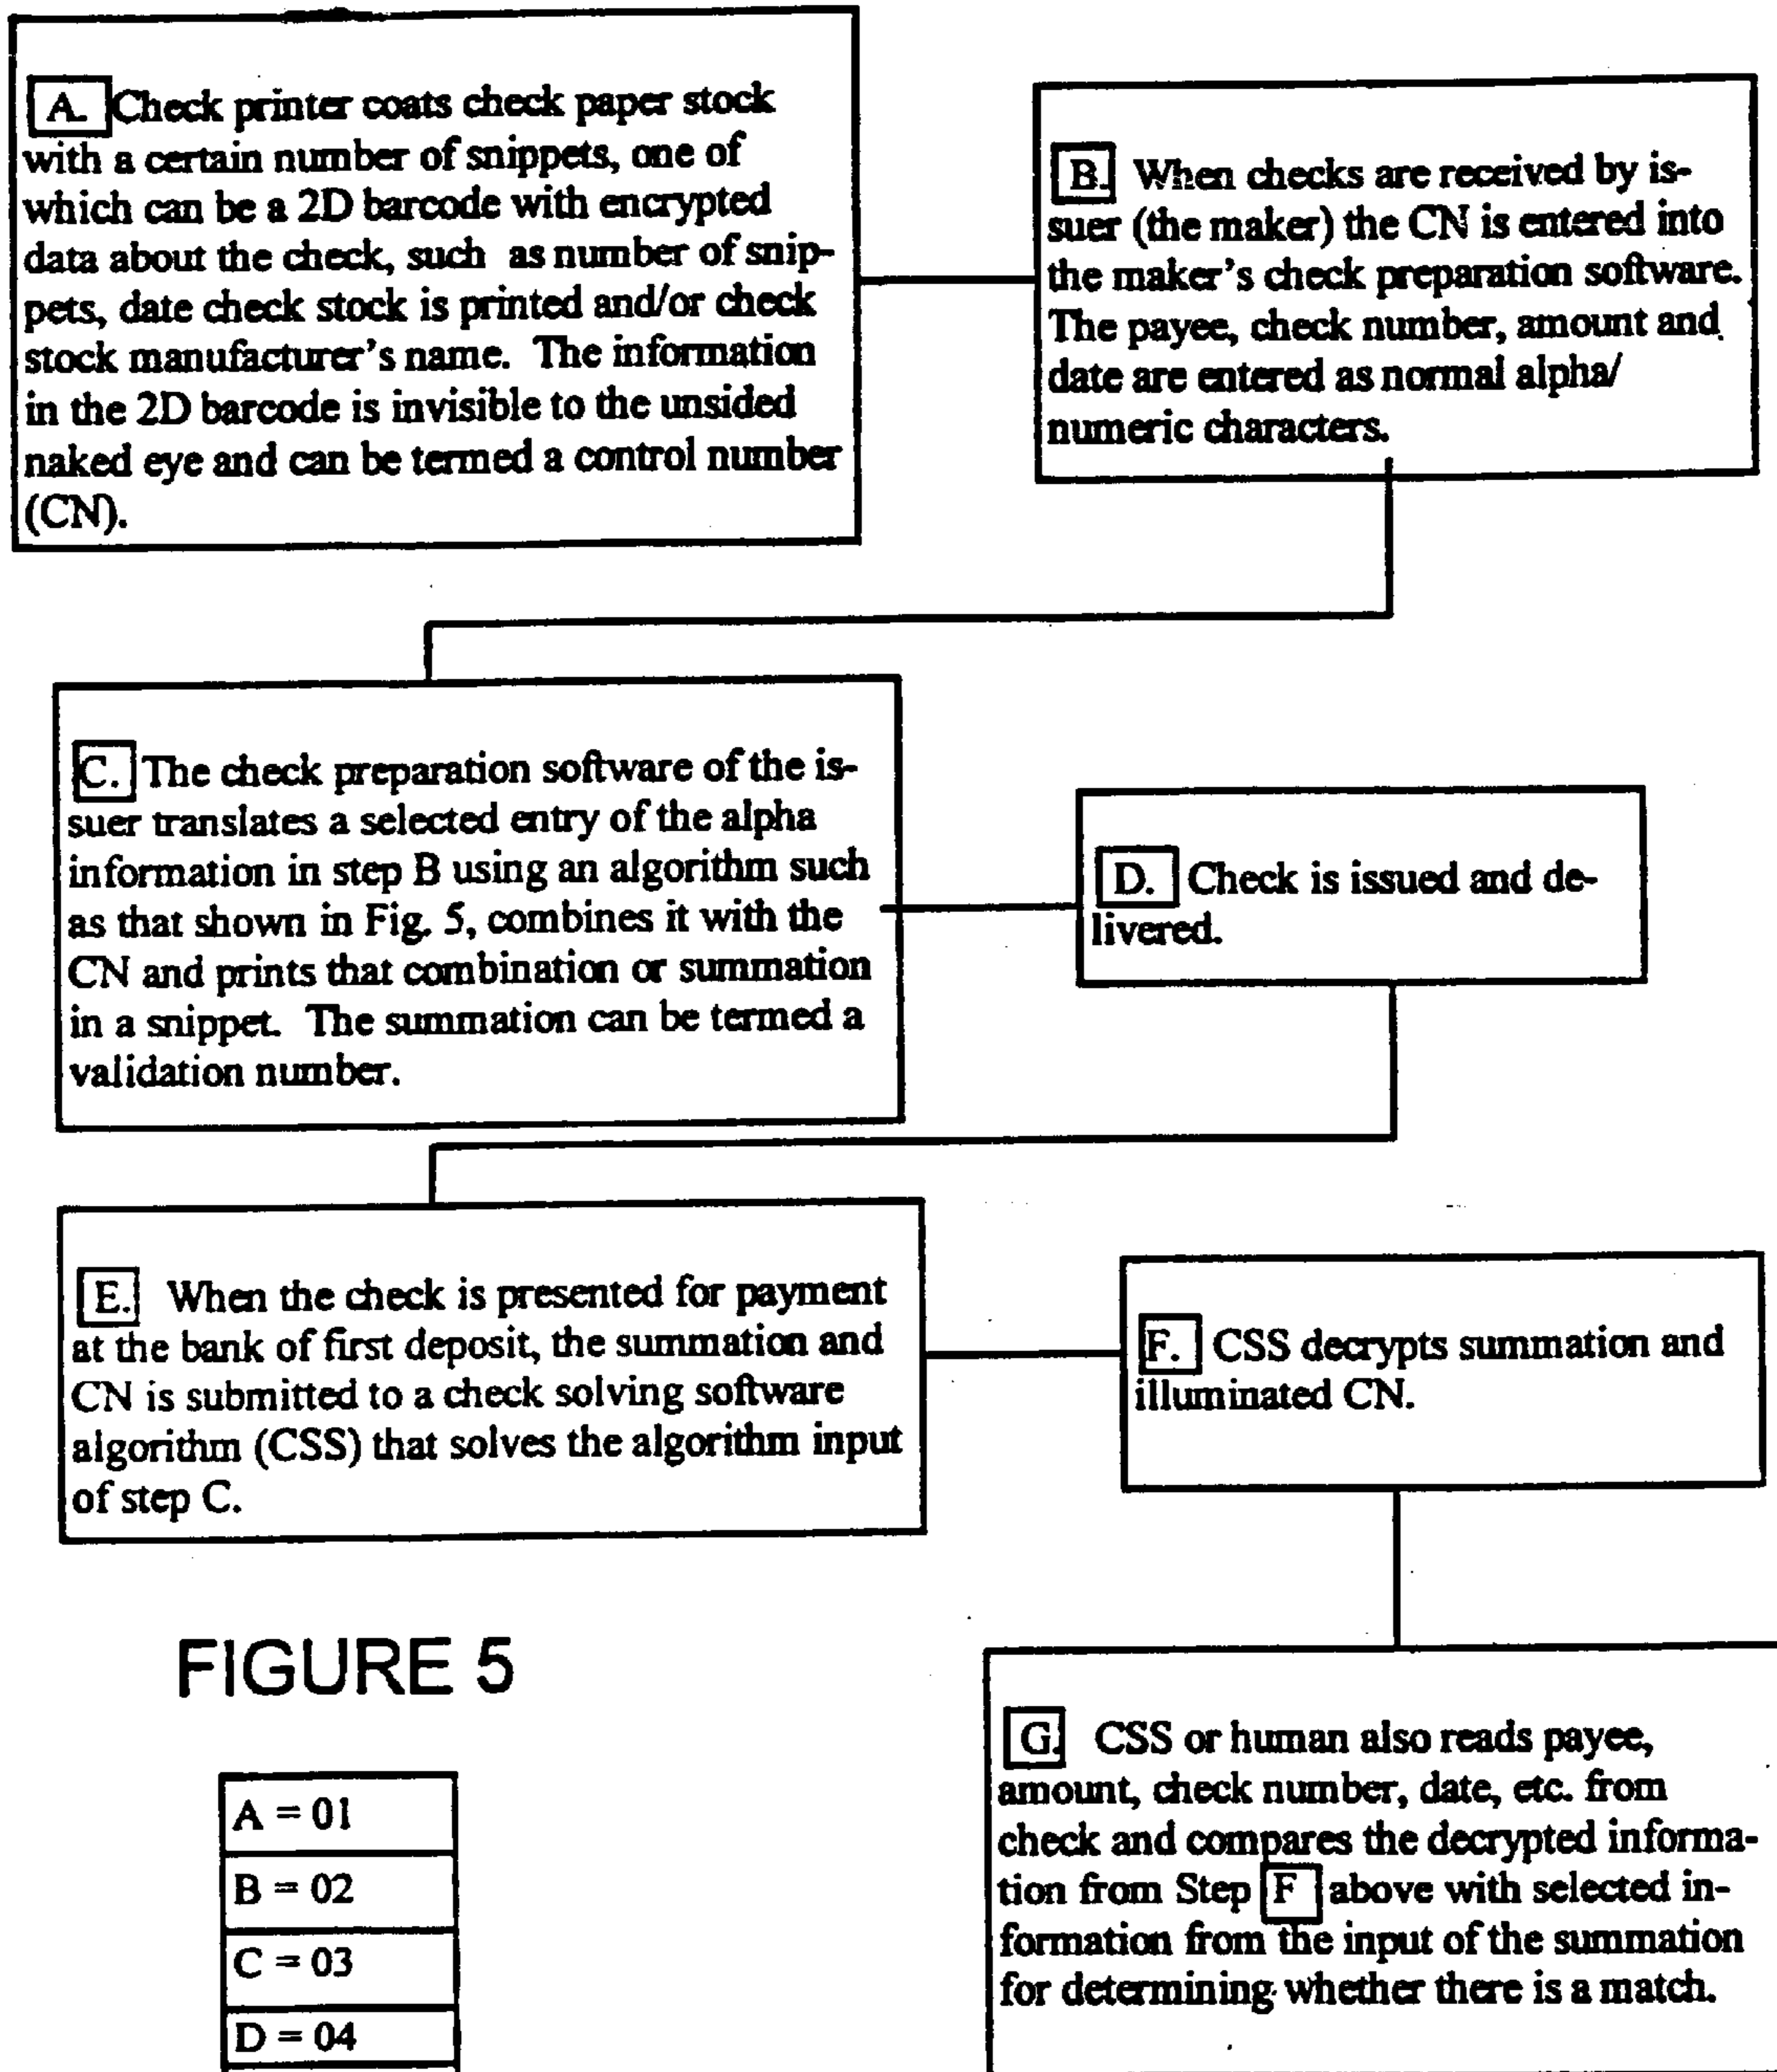 A. Check printer coats check paper stock
with a certain number of snippets, one of
which can be a 2D barcode with encrypted
data about the check, such as number of snip-
pets, date check stock is printed and/or check
stock manufacturer's name. The information
in the 2D barcode is invisible to the unsided
naked eye and can be termed a control number
(CN).
B. When checks are received by is-
suer (the maker) the CN is entered into
the maker's check preparation software.
The payee, check number, amount and
date are entered as normal alpha/
numeric characters.
C. The check preparation software of the is-
suer translates a selected entry of the alpha
information in step B using an algorithm such
as that shown in Fig. 5, combines it with the
CN and prints that combination or summation
in a snippet. The summation can be termed a
validation number.
D. Check is issued and de-
livered.
E. When the check is presented for payment
at the bank of first deposit, the summation and
CN is submitted to a check solving software
algorithm (CSS) that solves the algorithm input
of step C.
F. CSS decrypts summation and
illuminated CN.
G. CSS or human also reads payee,
amount, check number, date, etc. from
check and compares the decrypted informa-
tion from Step F above with selected in-
formation from the input of the summation
for determining whether there is a match.
FIGURE 5
A = 01
B = 02
C = 03
D = 04